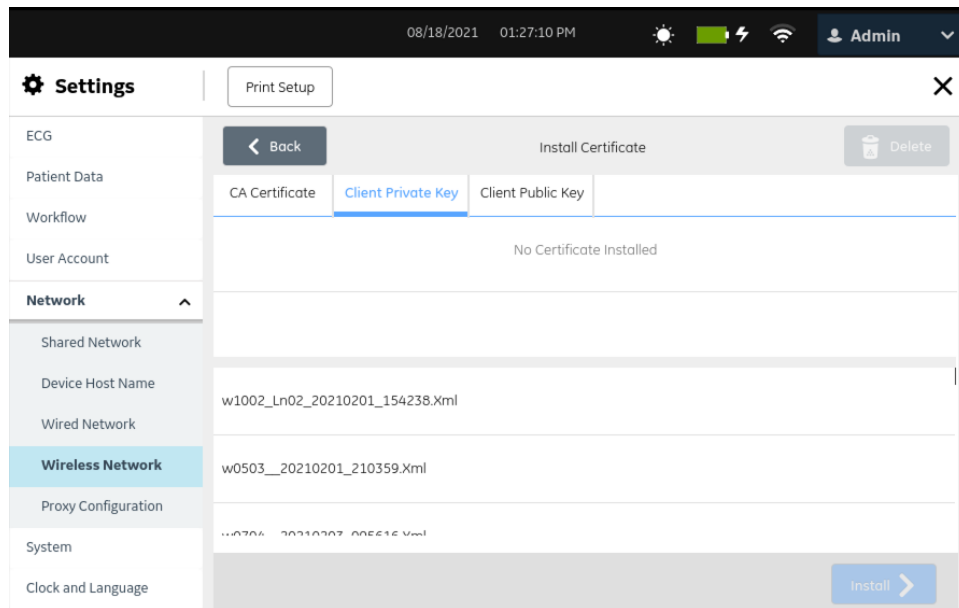 08/18/2021 01:27:10 PM Admin
Settings Print Setup
ECG
Patient Data
Workflow
User Account
Network
Shared Network
Device Host Name
Wired Network
Wireless Network
Proxy Configuration
System
Clock and Language
Back Install Certificate Delete
CA Certificate Client Private Key Client Public Key
No Certificate Installed
w1002_Ln02_20210201_154238.Xml
w0503__20210201_210359.Xml
Install